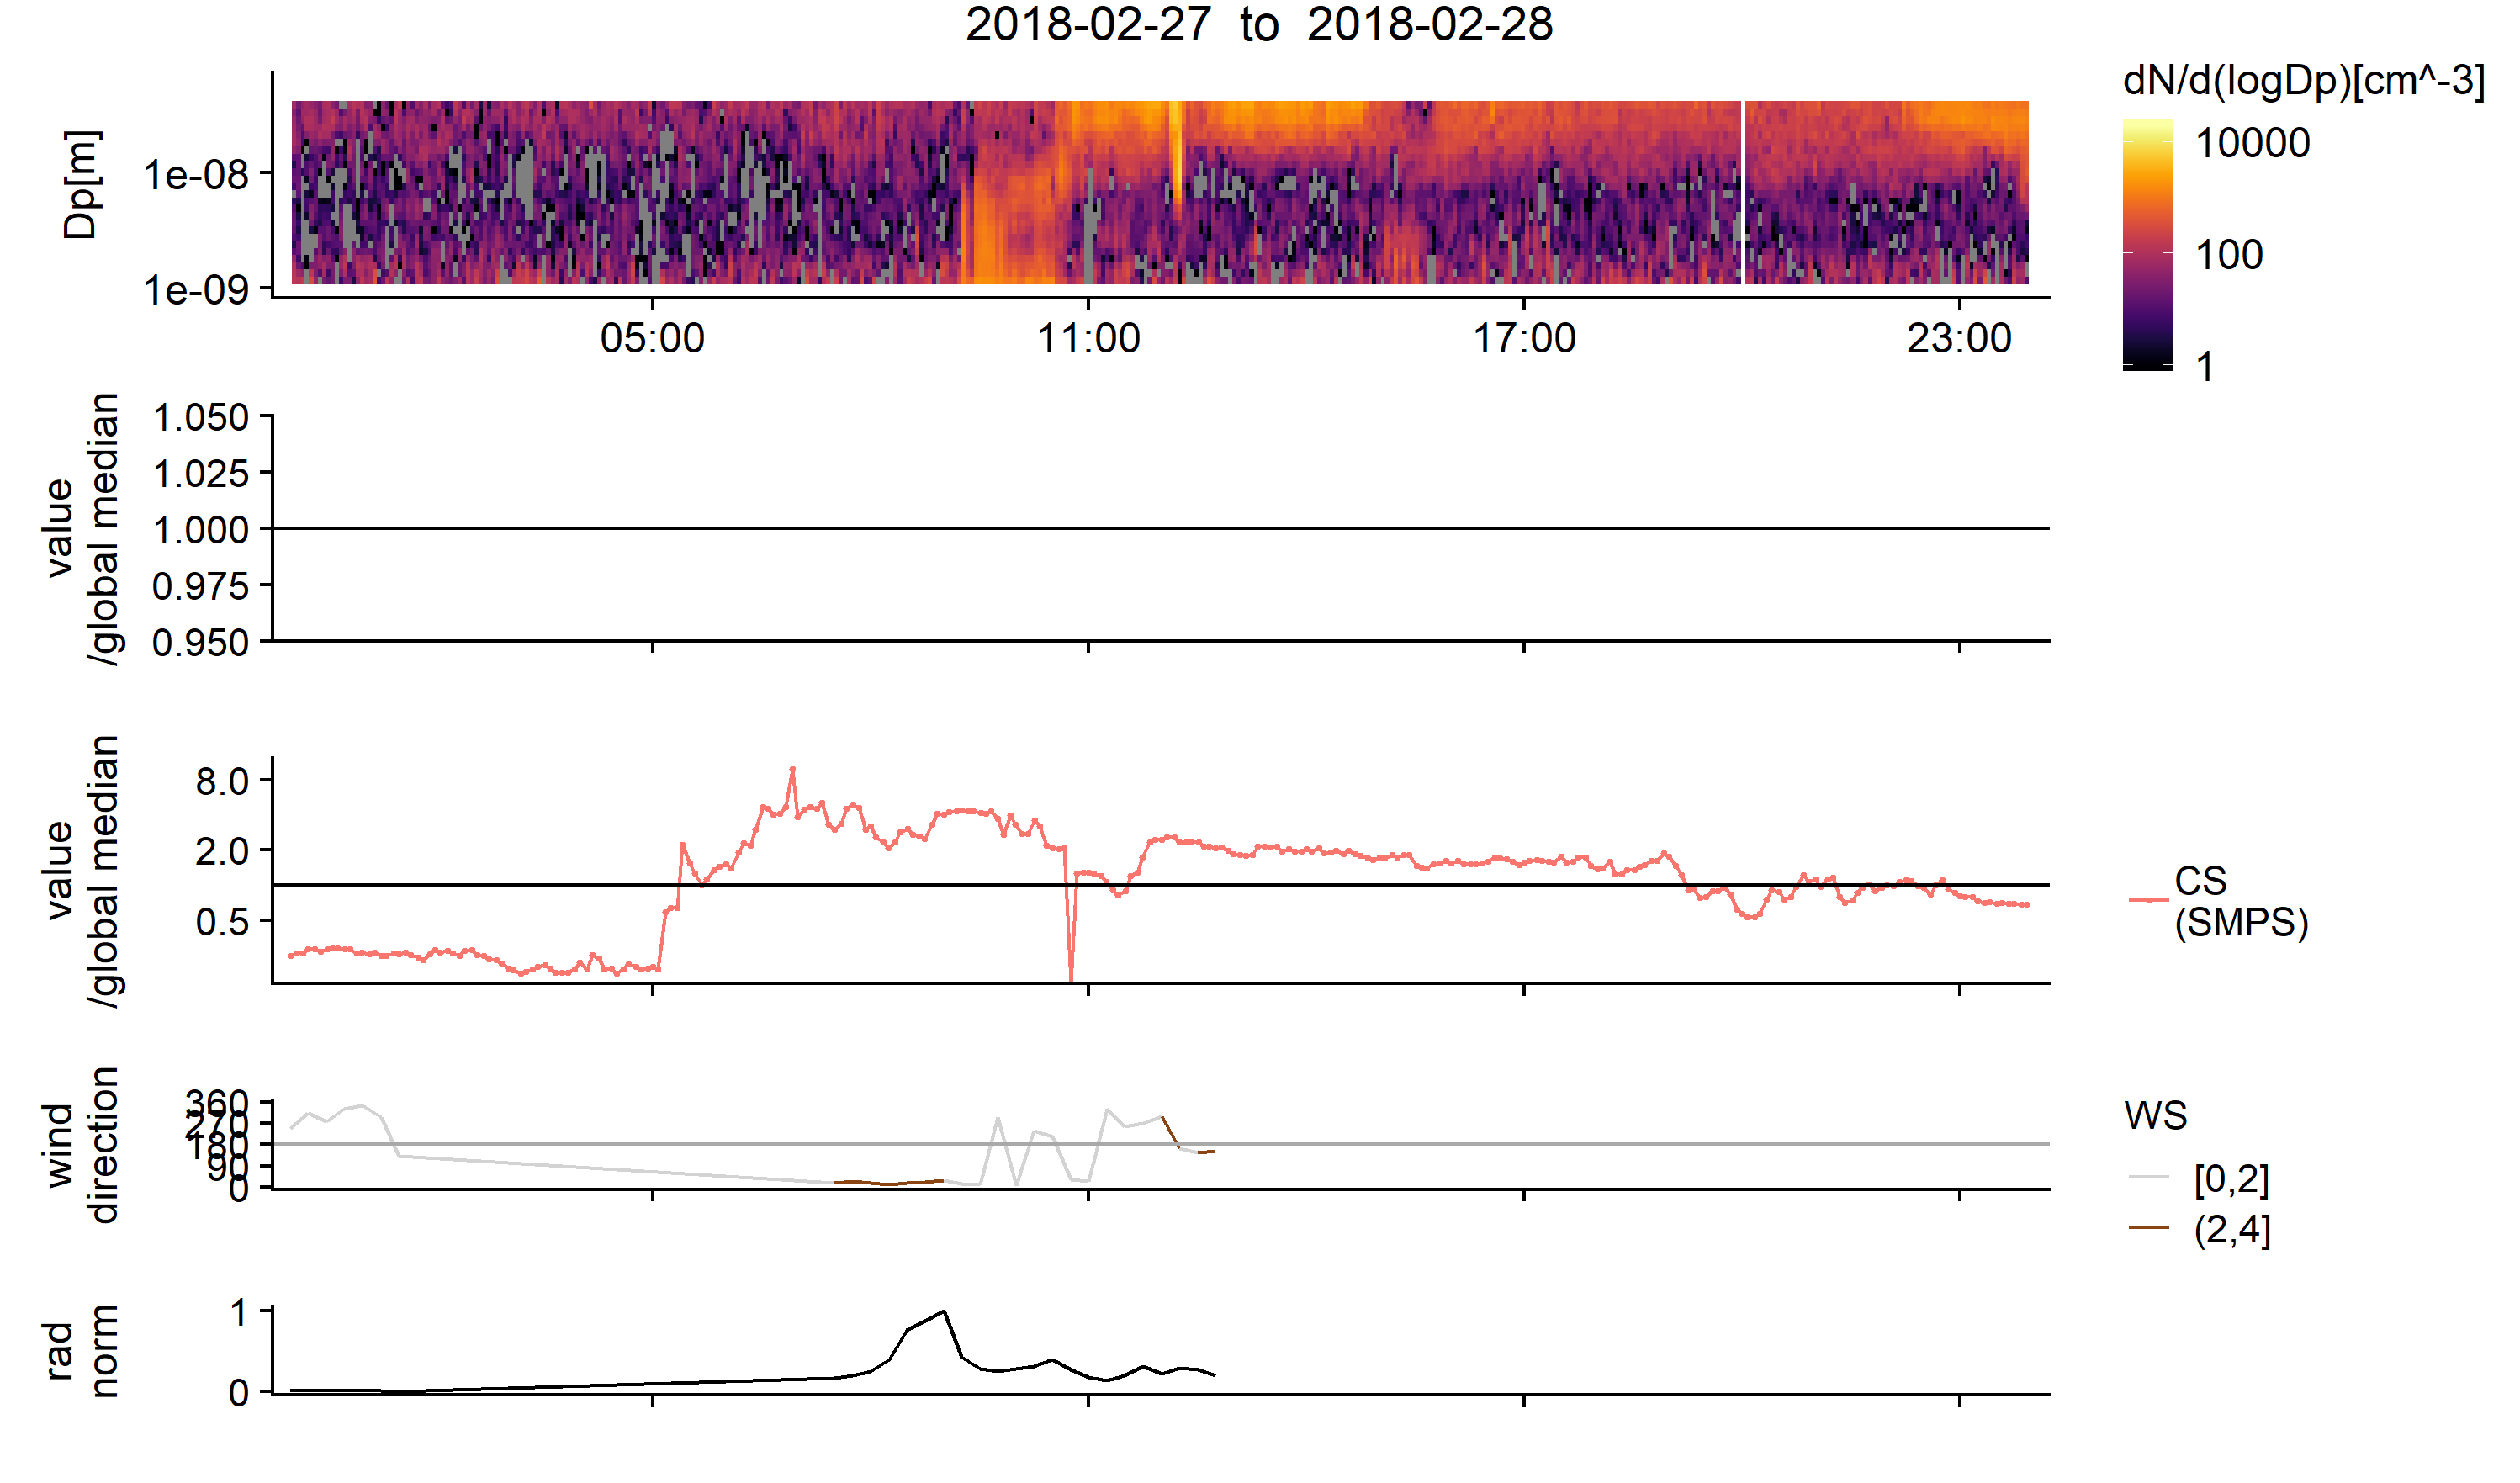 2018-02-27 to 2018-02-28
Dp[m]
1e-08
1e-09
05:00
11:00
17:00
23:00
dN/d(logDp)[cm^-3]
10000
100
1
value
/global median
1.050
1.025
1.000
0.975
0.950
value
/global median
8.0
2.0
0.5
CS
(SMPS)
wind
direction
360
270
180
90
0
WS
[0,2]
(2,4]
rad
norm
1
0